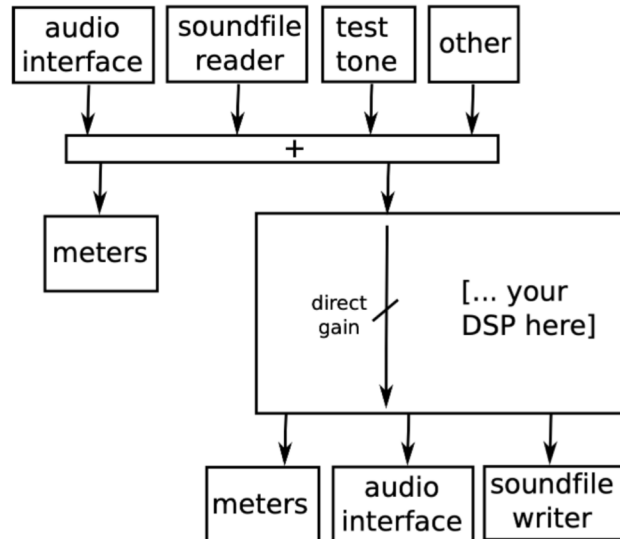 audio
interface
soundfile
reader
test
tone
other
+
meters
direct
gain
[... your
DSP here]
meters
audio
interface
soundfile
writer